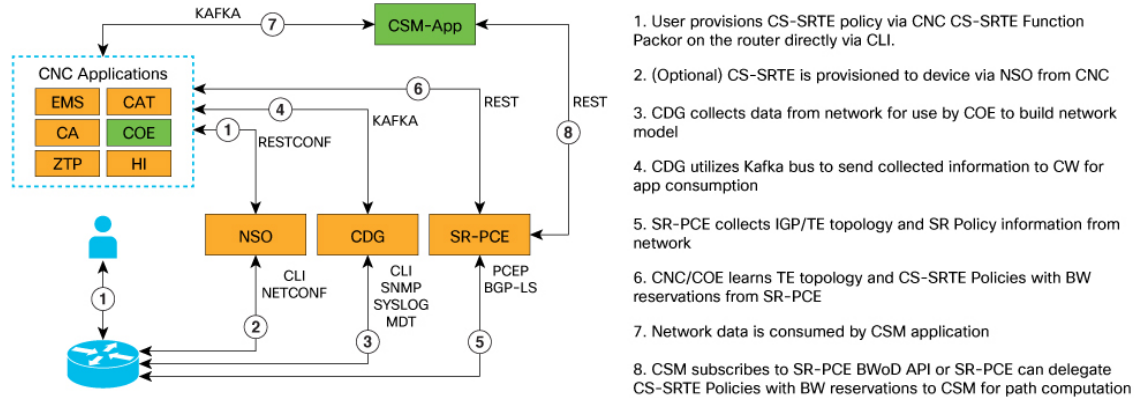 KAFKA
7
CSM-App
CNC Applications
EMS
CAT
CA
COE
ZTP
HI
6
REST
REST
4
KAFKA
1
RESTCONF
8
NSO
CDG
SR-PCE
CLI
NETCONF
CLI
SNMP
SYSLOG
MDT
PCEP
BGP-LS
1
2
3
5
1. User provisions CS-SRTE policy via CNC CS-SRTE Function
Packor on the router directly via CLI.
2. (Optional) CS-SRTE is provisioned to device via NSO from CNC
3. CDG collects data from network for use by COE to build network
model
4. CDG utilizes Kafka bus to send collected information to CW for
app consumption
5. SR-PCE collects IGP/TE topology and SR Policy information from
network
6. CNC/COE learns TE topology and CS-SRTE Policies with BW
reservations from SR-PCE
7. Network data is consumed by CSM application
8. CSM subscribes to SR-PCE BWoD API or SR-PCE can delegate
CS-SRTE Policies with BW reservations to CSM for path computation